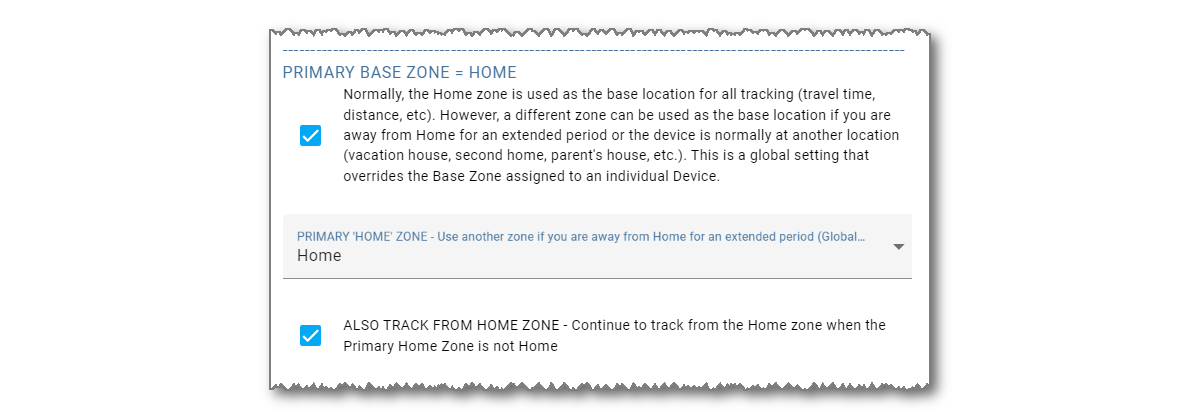 PRIMARY BASE ZONE = HOME
Normally, the Home zone is used as the base location for all tracking (travel time,
distance, etc). However, a different zone can be used as the base location if you are
away from Home for an extended period or the device is normally at another location
(vacation house, second home, parent's house, etc.). This is a global setting that
overrides the Base Zone assigned to an individual Device.
PRIMARY 'HOME' ZONE - Use another zone if you are away from Home for an extended period (Global...
Home
ALSO TRACK FROM HOME ZONE - Continue to track from the Home zone when the
Primary Home Zone is not Home